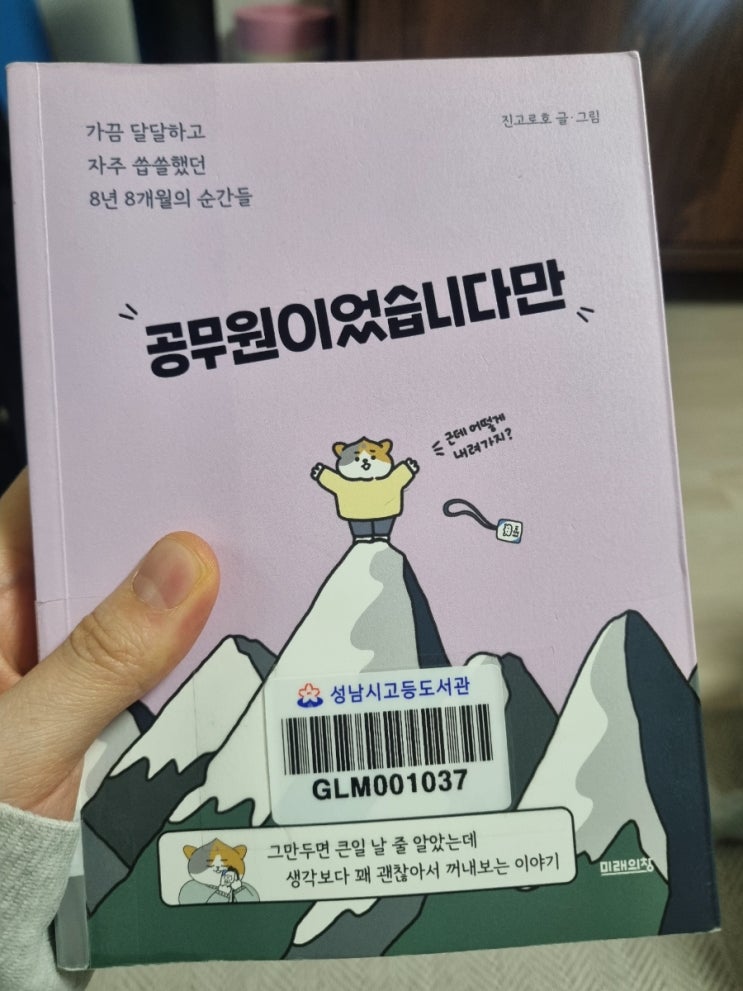 가끔 달달하고
자주 씁쓸했던
8년 8개월의 순간들
진고로호 글·그림
공무원이었습니다만
근데 어떻게
내려가지?
성남시고등도서관
GLM001037
그만두면 큰일 날 줄 알았는데
생각보다 꽤 괜찮아서 꺼내보는 이야기
미래의창